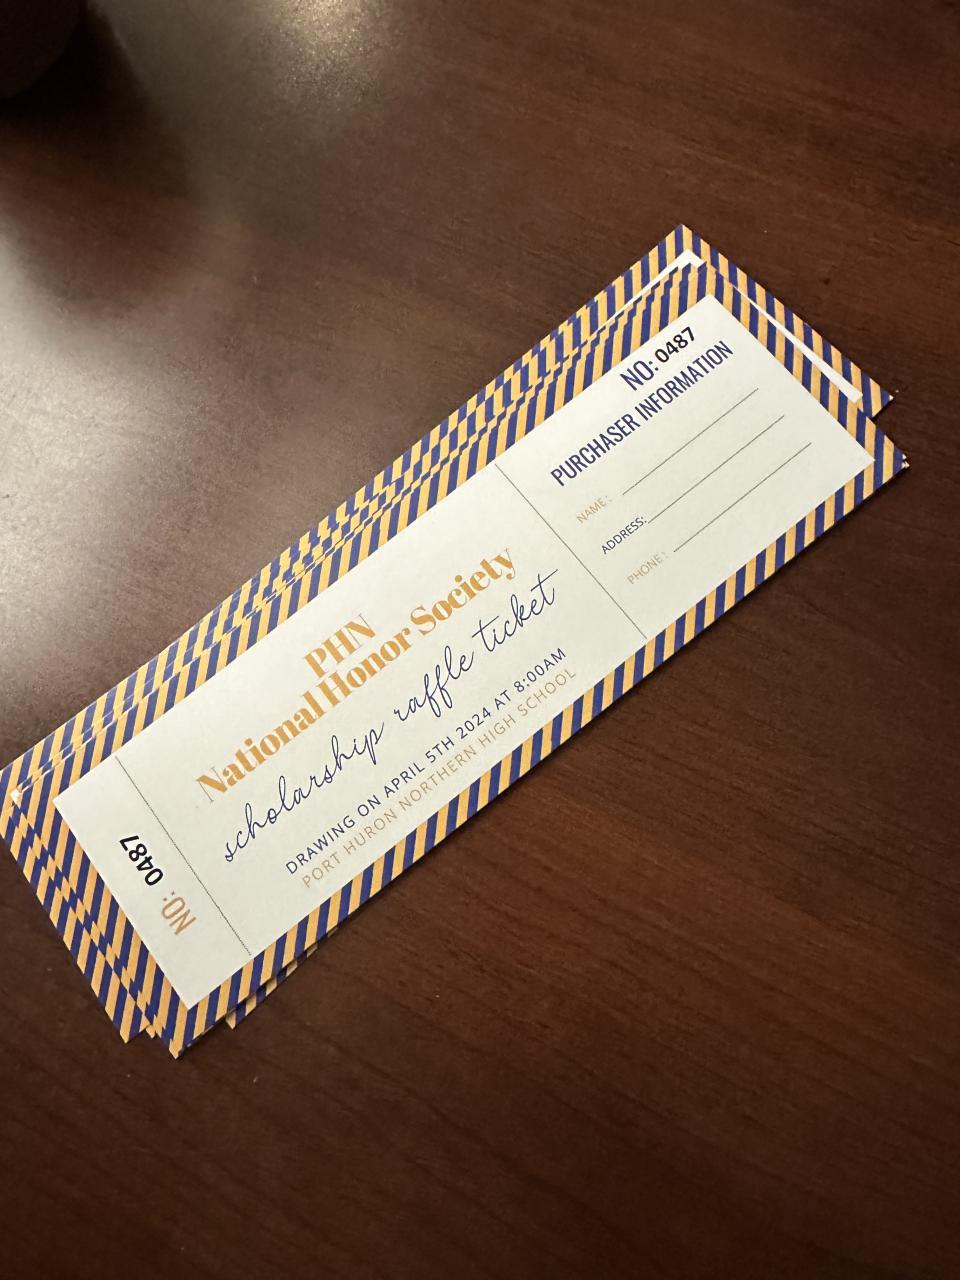 NO: 0487
PHN
National Honor Society
scholarship raffle ticket
DRAWING ON APRIL 5TH 2024 AT 8:00AM
PORT HURON NORTHERN HIGH SCHOOL
NO: 0487
PURCHASER INFORMATION
NAME:
ADDRESS:
PHONE: